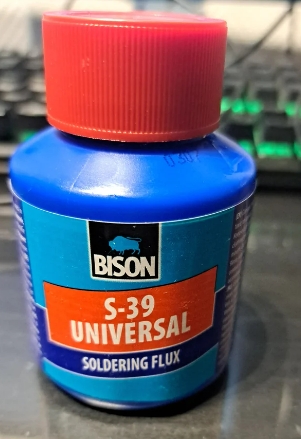 BISON
S-39
UNIVERSAL
SOLDERING FLUX